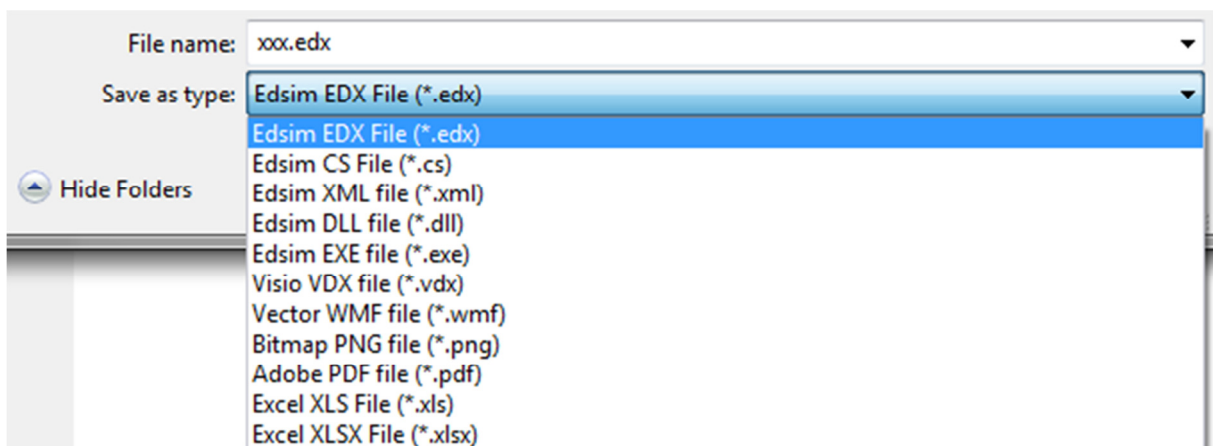 File name: xxx.edx
Save as type: Edsim EDX File (*.edx)
Edsim EDX File (*.edx)
Edsim CS File (*.cs)
Hide Folders
Edsim XML file (*.xml)
Edsim DLL file (*.dll)
Edsim EXE file (*.exe)
Visio VDX file (*.vdx)
Vector WMF file (*.wmf)
Bitmap PNG file (*.png)
Adobe PDF file (*.pdf)
Excel XLS File (*.xls)
Excel XLSX File (*.xlsx)